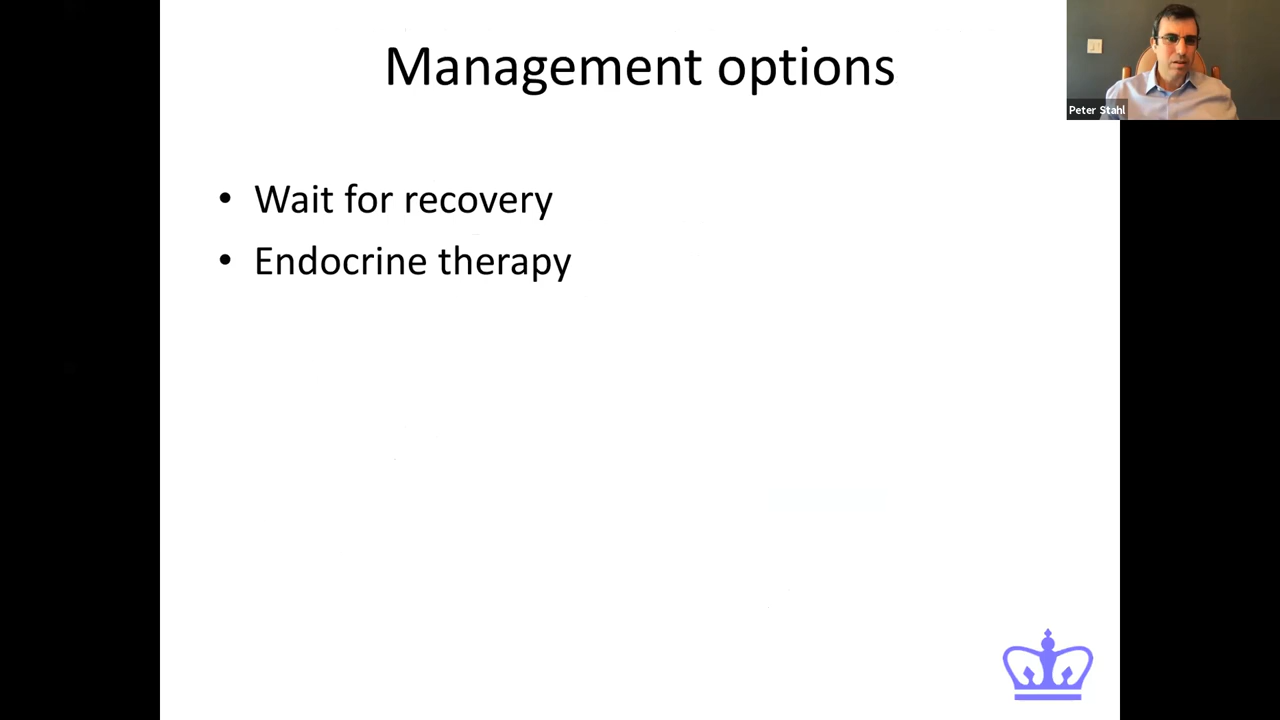 Management options
Peter Stahl
• Wait for recovery
• Endocrine therapy